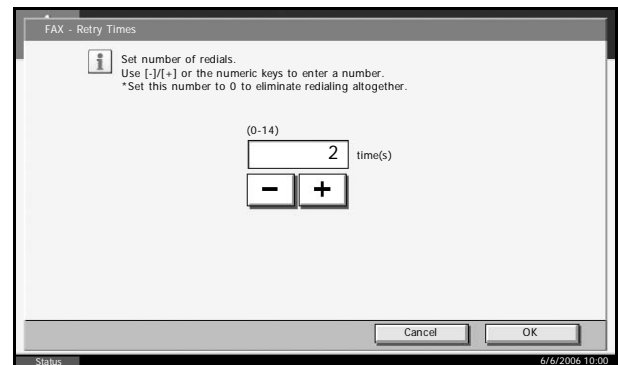 FAX - Retry Times
Set number of redials.
Use [-]/[+] or the numeric keys to enter a number.
*Set this number to 0 to eliminate redialing altogether.
(0-14)
2 time(s)
- +
Cancel OK
Status 6/6/2006 10:00